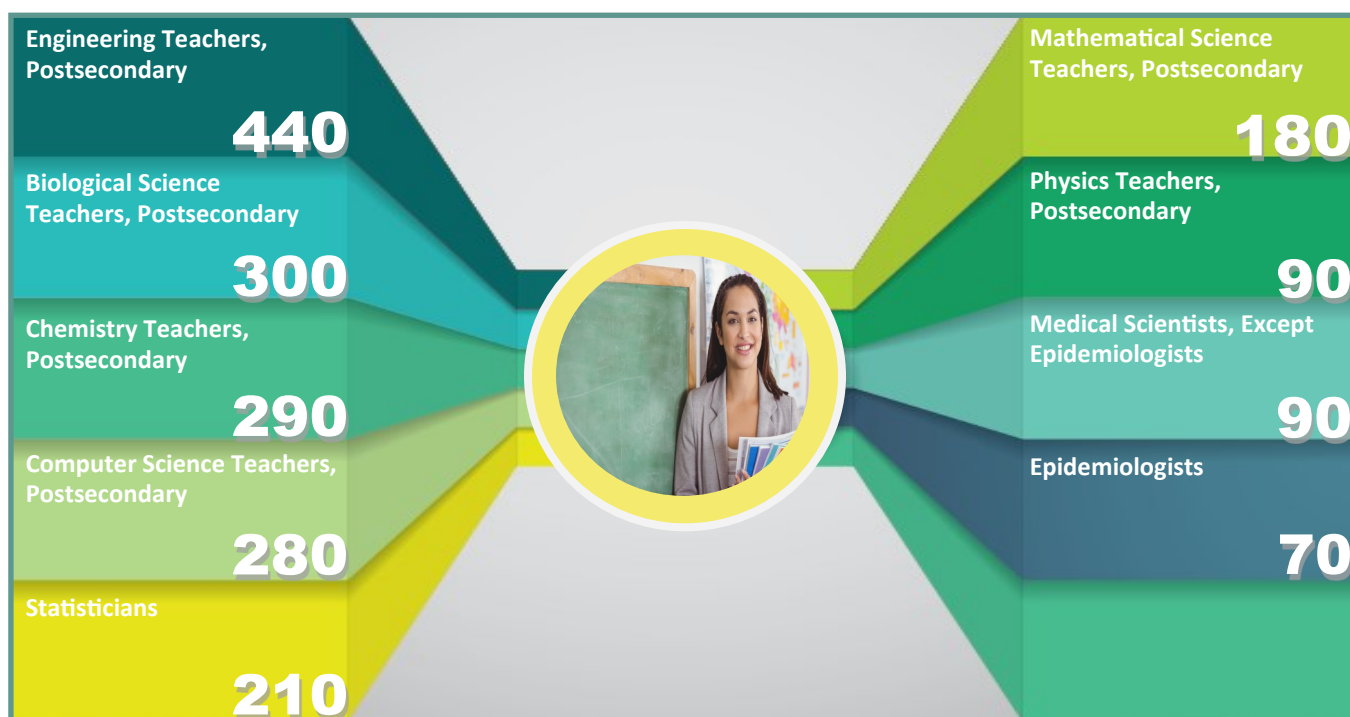 Engineering Teachers,
Postsecondary
440
Biological Science
Teachers, Postsecondary
300
Chemistry Teachers,
Postsecondary
290
Computer Science Teachers,
Postsecondary
280
Statisticians
210
Mathematical Science
Teachers, Postsecondary
180
Physics Teachers,
Postsecondary
90
Medical Scientists, Except
Epidemiologists
90
Epidemiologists
70